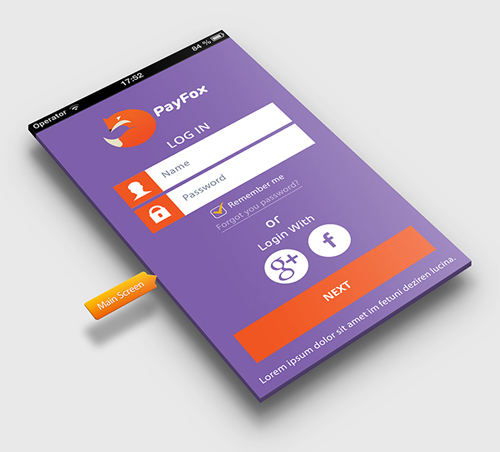 Operator 17:52 84 %
PayFox
LOG IN
Name
Password
Remember me
Forgot you password?
or
Login With
g+ f
NEXT
Lorem ipsum dolor sit amet im fetuni deziren lucina.
Main Screen